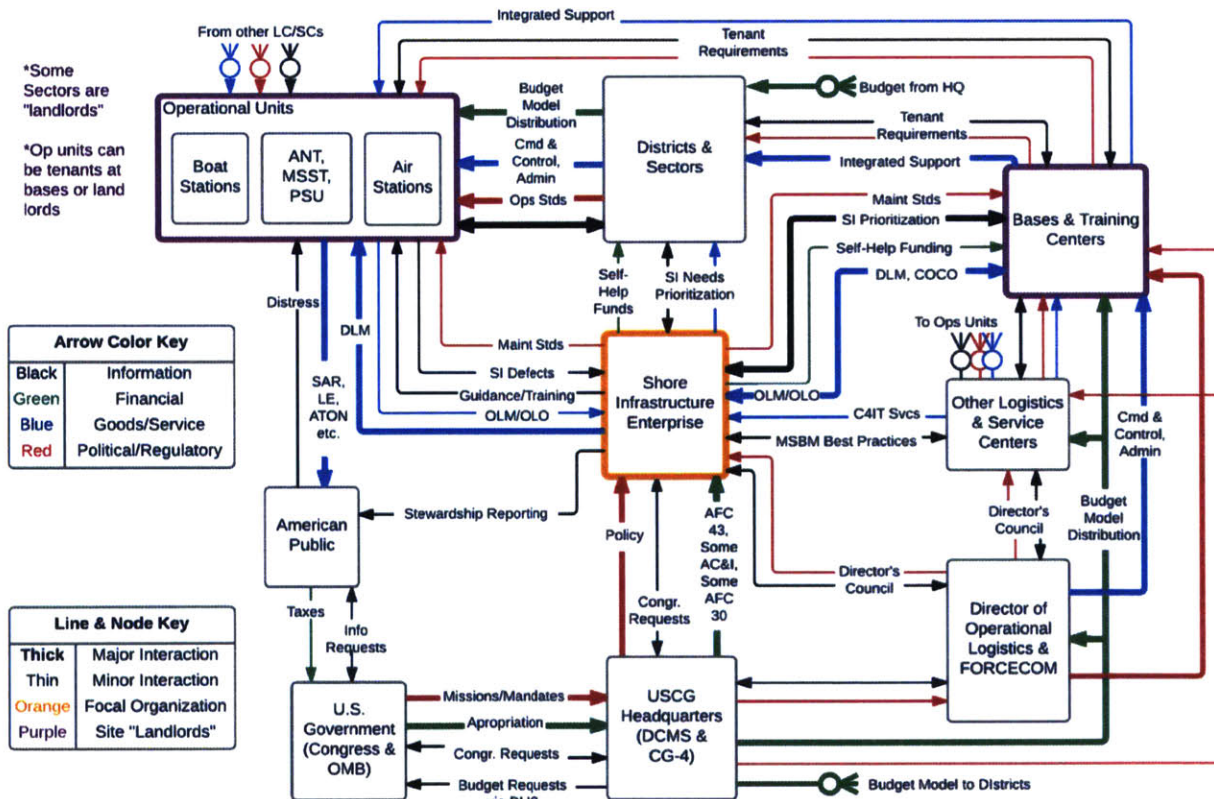 Integrated Support
From other LC/SCs
Tenant
Requirements
*Some
Sectors are
"landlords"
*Op units can
be tenants at
bases or land
lords
Operational Units
Boat
Stations
ANT,
MSST,
PSU
Air
Stations
Budget
Model
Distribution
Cmd &
Control,
Admin
Ops Stds
Districts &
Sectors
Budget from HQ
Tenant
Requirements
Integrated Support
Maint Stds
SI Prioritization
Self-Help Funding
DLM, COCO
Bases & Training
Centers
Distress
DLM
Self-
Help
Funds
SI Needs
Prioritization
To Ops Units
Arrow Color Key
Black Information
Green Financial
Blue Goods/Service
Red Political/Regulatory
SAR,
LE,
ATON
etc.
Maint Stds
SI Defects
Guidance/Training
OLM/OLO
Shore
Infrastructure
Enterprise
OLM/OLO
C4IT Svcs
MSBM Best Practices
Other Logistics
& Service
Centers
Cmd &
Control,
Admin
American
Public
Stewardship Reporting
Policy
AFC
43,
Some
AC&I,
Some
AFC
30
Director's
Council
Budget
Model
Distribution
Director's
Council
Congr.
Requests
Director of
Operational
Logistics &
FORCECOM
Taxes
Info
Requests
Line & Node Key
Thick Major Interaction
Thin Minor Interaction
Orange Focal Organization
Purple Site "Landlords"
U.S.
Government
(Congress &
OMB)
Missions/Mandates
Apropriation
Congr. Requests
Budget Requests
USCG
Headquarters
(DCMS &
CG-4)
Budget Model to DIstricts